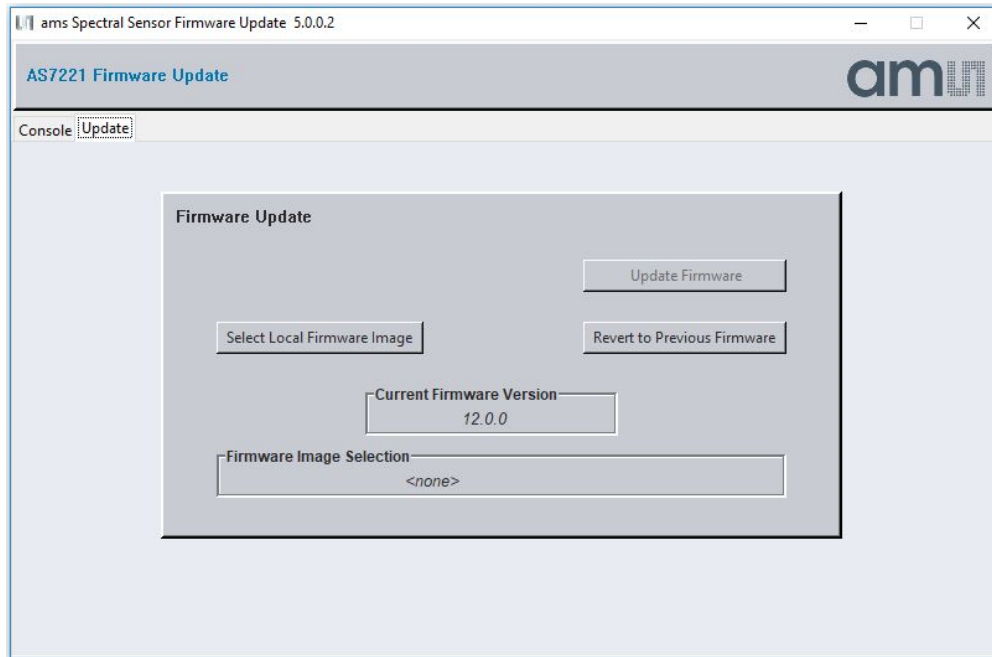 ams Spectral Sensor Firmware Update 5.0.0.2
AS7221 Firmware Update
am
Console Update
Firmware Update
Update Firmware
Select Local Firmware Image Revert to Previous Firmware
Current Firmware Version
12.0.0
Firmware Image Selection
<none>